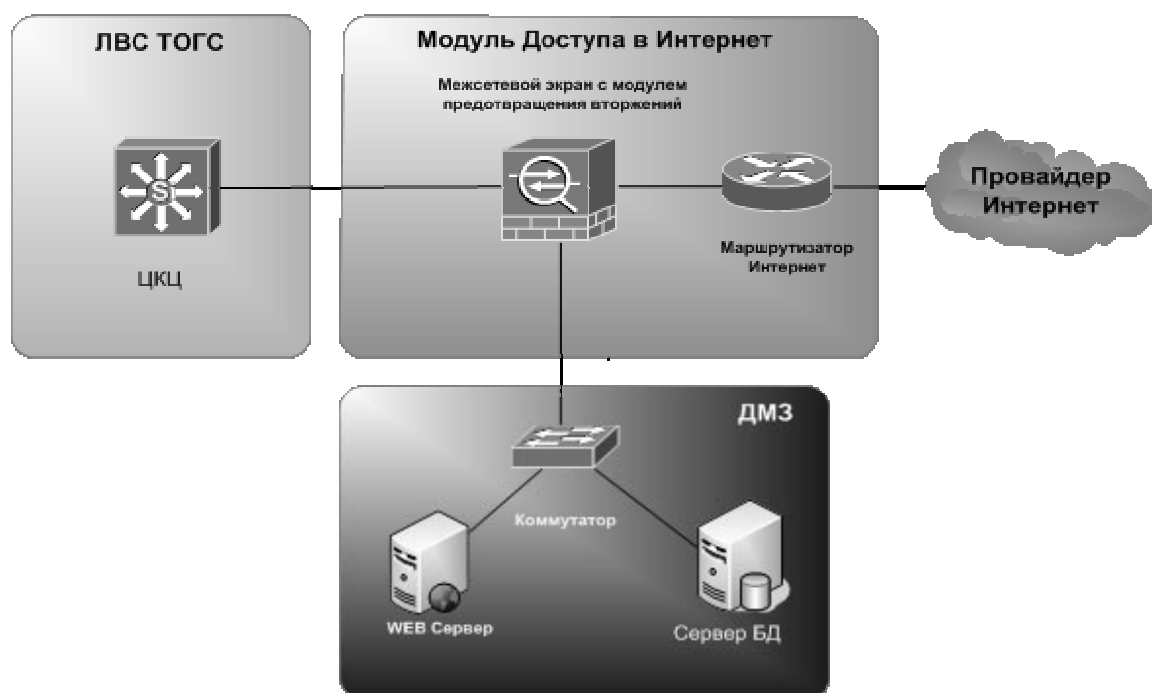 ЛВС ТОГС
Модуль Доступа в Интернет
Межсетевой экран с модулем
предотвращения вторжений
S
Провайдер
Интернет
ЦКЦ
Маршрутизатор
Интернет
ДМЗ
Коммутатор
WEB Сервер
Сервер БД